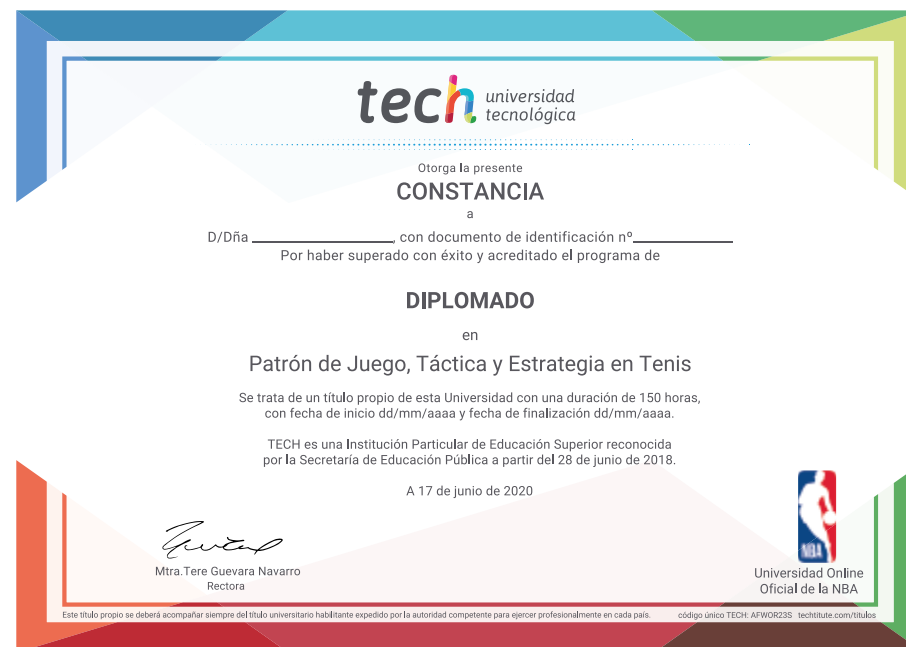 tech universidad
tecnológica
Otorga la presente
CONSTANCIA
a
D/Dña ____________________, con documento de identificación nº______________
Por haber superado con éxito y acreditado el programa de
DIPLOMADO
en
Patrón de Juego, Táctica y Estrategia en Tenis
Se trata de un título propio de esta Universidad con una duración de 150 horas,
con fecha de inicio dd/mm/aaaa y fecha de finalización dd/mm/aaaa.
TECH es una Institución Particular de Educación Superior reconocida
por la Secretaría de Educación Pública a partir del 28 de junio de 2018.
A 17 de junio de 2020
Mtra.Tere Guevara Navarro
Rectora
NBA
Universidad Online
Oficial de la NBA
Este título propio se deberá acompañar siempre del título universitario habilitante expedido por la autoridad competente para ejercer profesionalmente en cada país.
código único TECH: AFWOR23S techtitute.com/titulos